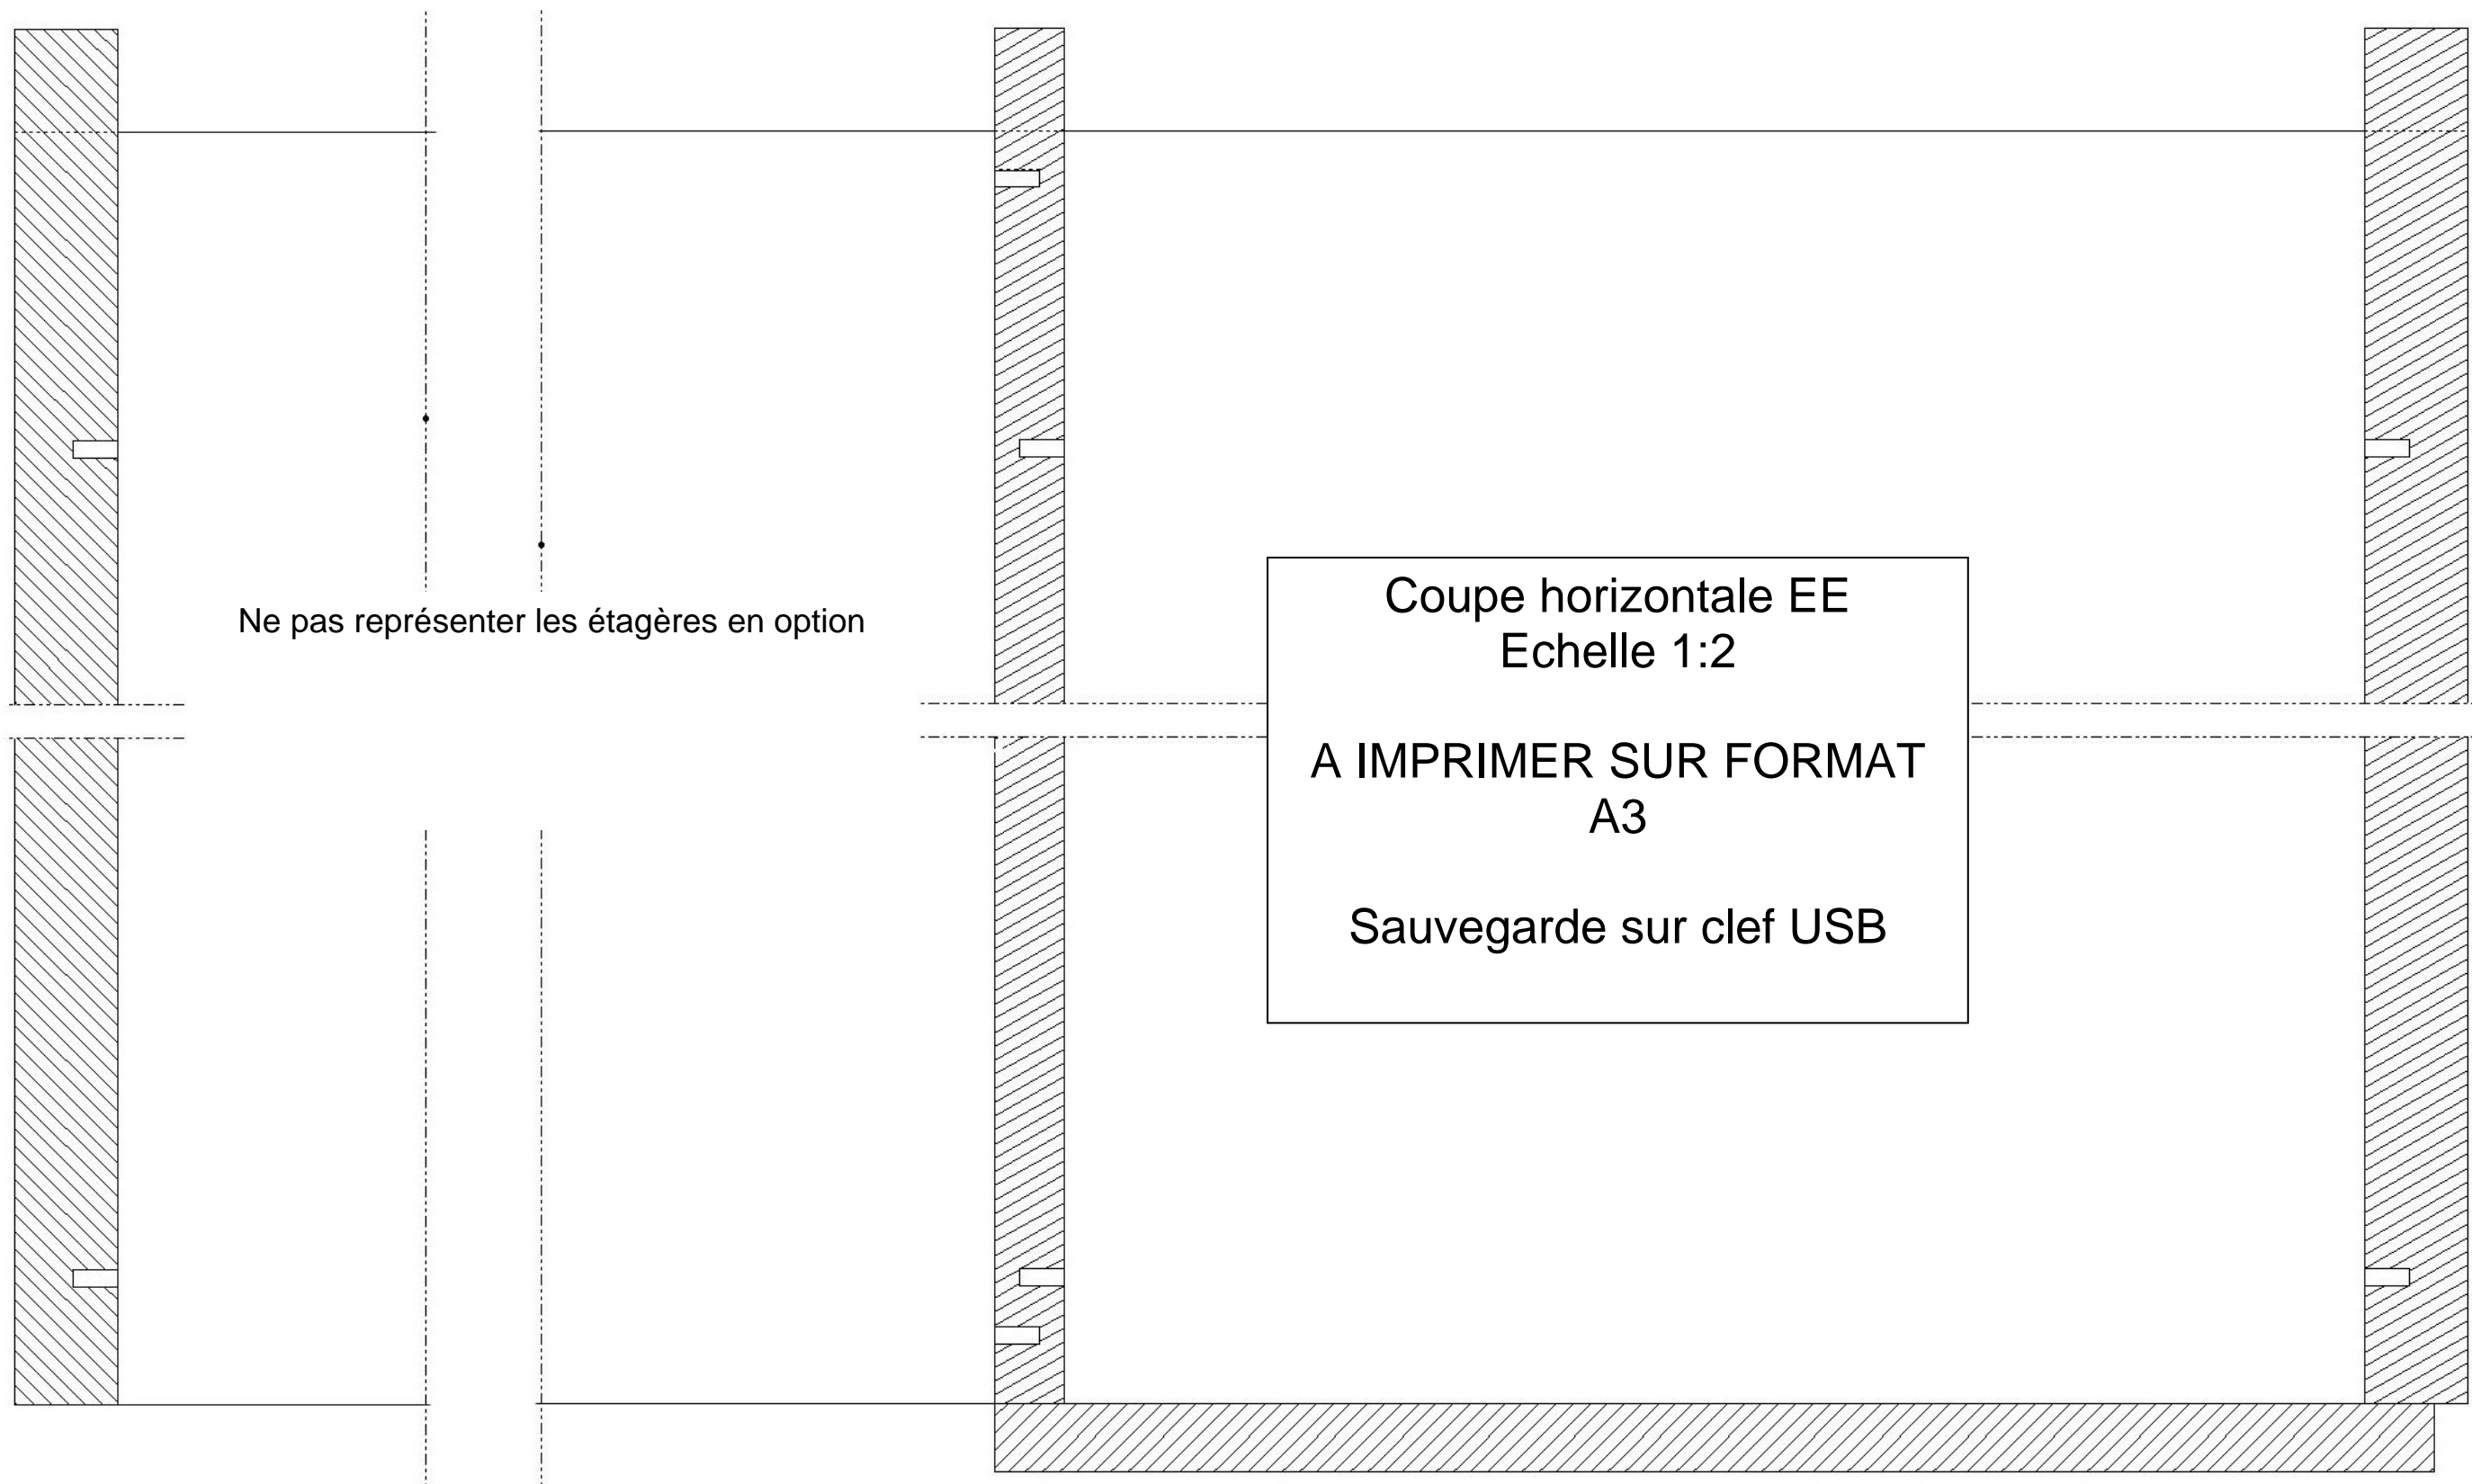 Ne pas représenter les étagères en option
Coupe horizontale EE
Echelle 1:2
A IMPRIMER SUR FORMAT
A3
Sauvegarde sur clef USB